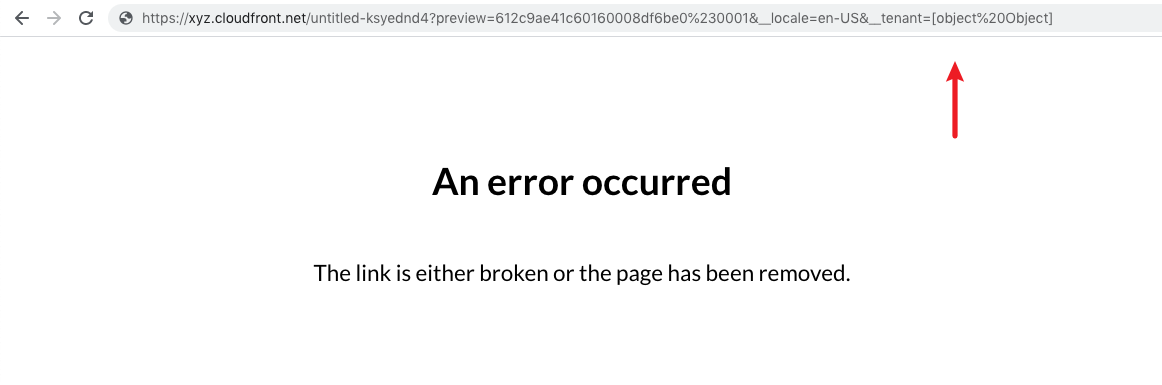 https://xyz.cloudfront.net/untitled-ksyednd4?preview=612c9ae41c60160008df6be0%230001&__locale=en-US&__tenant=[object%20Object]
An error occurred
The link is either broken or the page has been removed.